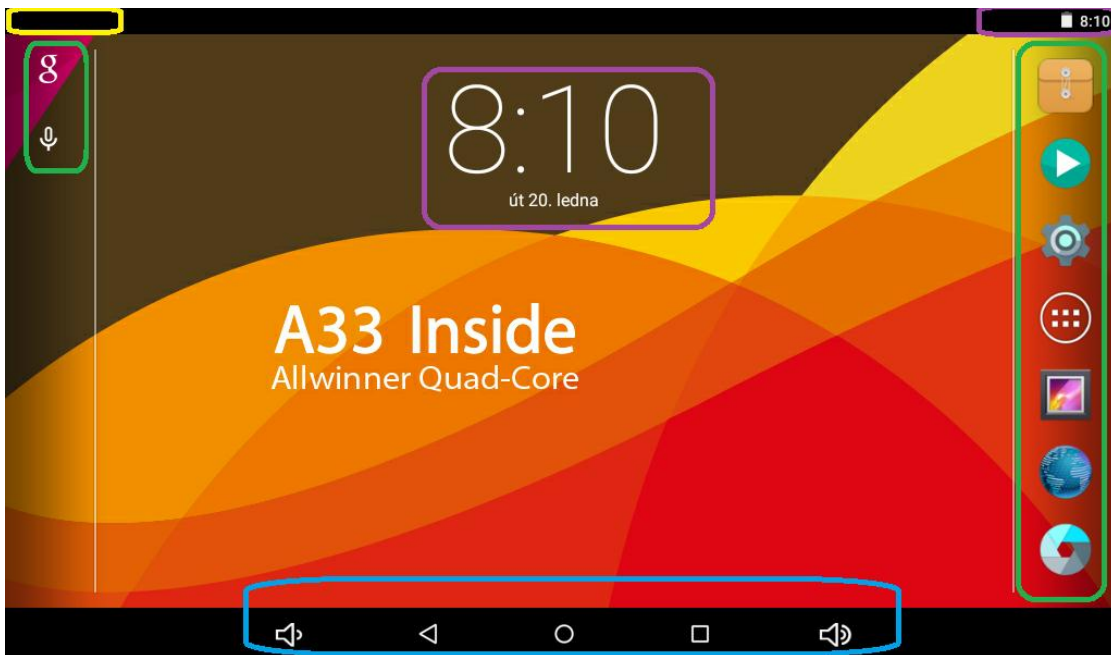 8:10
g
8:10
út 20. ledna
A33 Inside
Allwinner Quad-Core